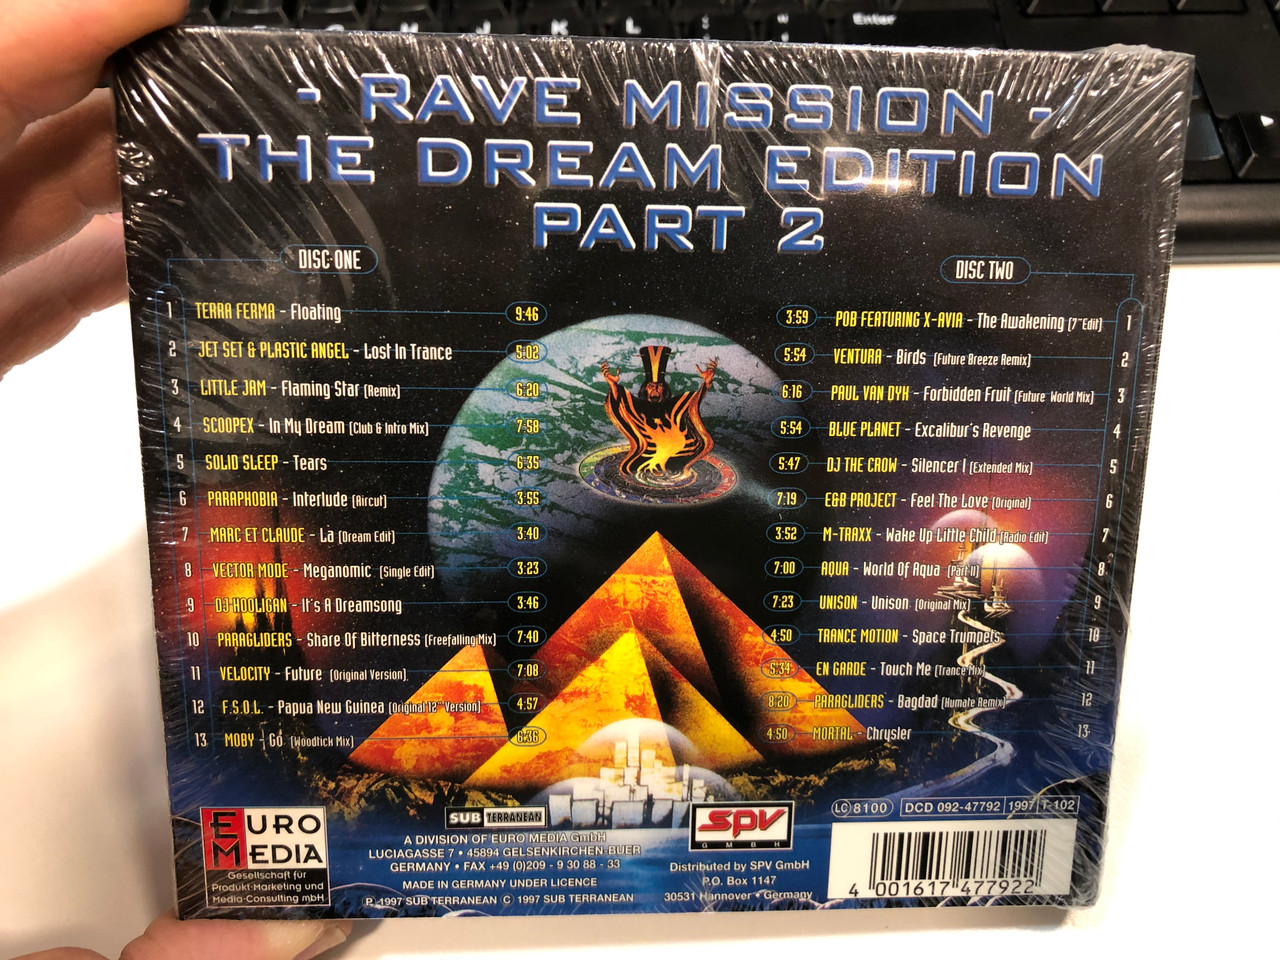 Enter
- RAVE MISSION -
THE DREAM EDITION
PART 2
DISC ONE
1 TERRA FERMA - Floating 9:46
2 JET SET & PLASTIC ANGEL - Lost In Trance 5:02
3 LITTLE JAM - Flaming Star (Remix) 6:20
4 SCOOPEX - In My Dream (Club & Intro Mix) 7:58
5 SOLID SLEEP - Tears 6:35
6 PARAPHOBIA - Interlude (Aircut) 3:55
7 MARC ET CLAUDE - La (Dream Edit) 3:40
8 VECTOR MODE - Meganomic (Single Edit) 3:23
9 DJ HOOLIGAN - It's A Dreamsong 3:46
10 PARAGLIDERS - Share Of Bitterness (Freefalling Mix) 7:40
11 VELOCITY - Future (Original Version) 7:08
12 F.S.O.L. - Papua New Guinea (Original 12" Version) 4:57
13 MOBY - Go (Woodtick Mix) 6:36
DISC TWO
3:59 POB FEATURING X-AVIA - The Awakening (7" Edit) 1
5:54 VENTURA - Birds (Future Breeze Remix) 2
6:16 PAUL VAN DYK - Forbidden Fruit (Future World Mix) 3
5:54 BLUE PLANET - Excalibur's Revenge 4
5:47 DJ THE CROW - Silencer I (Extended Mix) 5
7:19 E&B PROJECT - Feel The Love (Original) 6
3:52 M-TRAXX - Wake Up Little Child (Radio Edit) 7
7:00 AQUA - World Of Aqua (Part II) 8
7:23 UNISON - Unison (Original Mix) 9
4:50 TRANCE MOTION - Space Trumpets 10
5:34 EN GARDE - Touch Me (Trance Mix) 11
8:20 PARAGLIDERS - Bagdad (Humate Remix) 12
4:50 MORTAL - Chrysler 13
EURO
MEDIA
Gesellschaft für
Produkt-Marketing und
Media-Consulting mbH
SUB TERRANEAN
A DIVISION OF EURO MEDIA GmbH
LUCIAGASSE 7 • 45894 GELSENKIRCHEN-BUER
GERMANY • FAX +49 (0)209 - 9 30 88 - 33
MADE IN GERMANY UNDER LICENCE
P 1997 SUB TERRANEAN © 1997 SUB TERRANEAN
spv
GMBH
Distributed by SPV GmbH
P.O. Box 1147
30531 Hannover • Germany
LC 8100 DCD 092-47792 1997 T-102
4 001617 477922